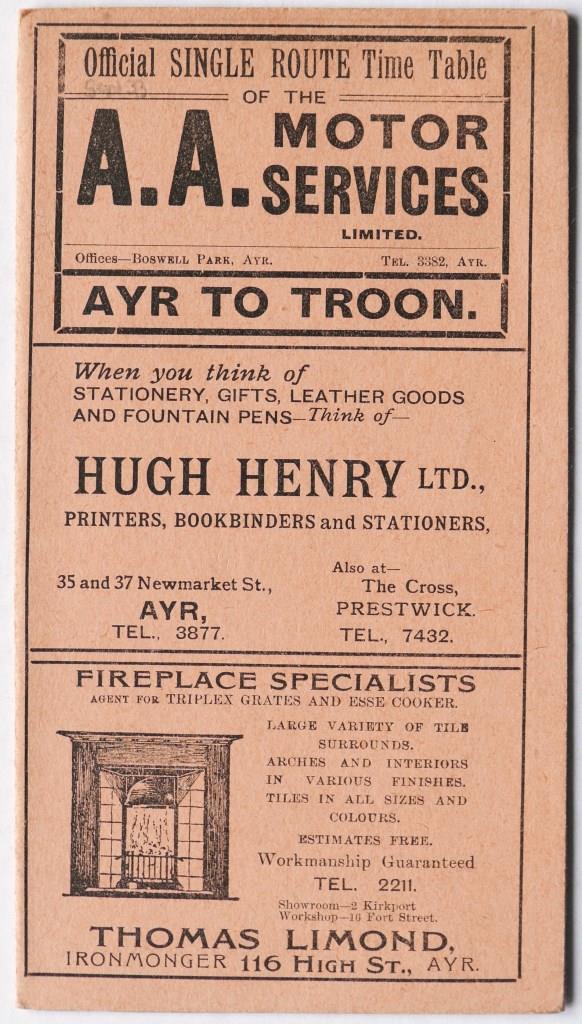 Official SINGLE ROUTE Time Table
OF THE
A.A. MOTOR SERVICES
LIMITED.
Offices—BOSWELL PARK, AYR. TEL. 3382, AYR.
AYR TO TROON.
When you think of
STATIONERY, GIFTS, LEATHER GOODS
AND FOUNTAIN PENS—Think of—
HUGH HENRY LTD.,
PRINTERS, BOOKBINDERS and STATIONERS,
35 and 37 Newmarket St.,
AYR,
TEL., 3877.
Also at—
The Cross,
PRESTWICK.
TEL., 7432.
FIREPLACE SPECIALISTS
AGENT FOR TRIPLEX GRATES AND ESSE COOKER.
LARGE VARIETY OF TILE
SURROUNDS.
ARCHES AND INTERIORS
IN VARIOUS FINISHES.
TILES IN ALL SIZES AND
COLOURS.
ESTIMATES FREE.
Workmanship Guaranteed
TEL. 2211.
Showroom—2 Kirkport
Workshop—16 Fort Street.
THOMAS LIMOND,
IRONMONGER 116 HIGH ST., AYR.